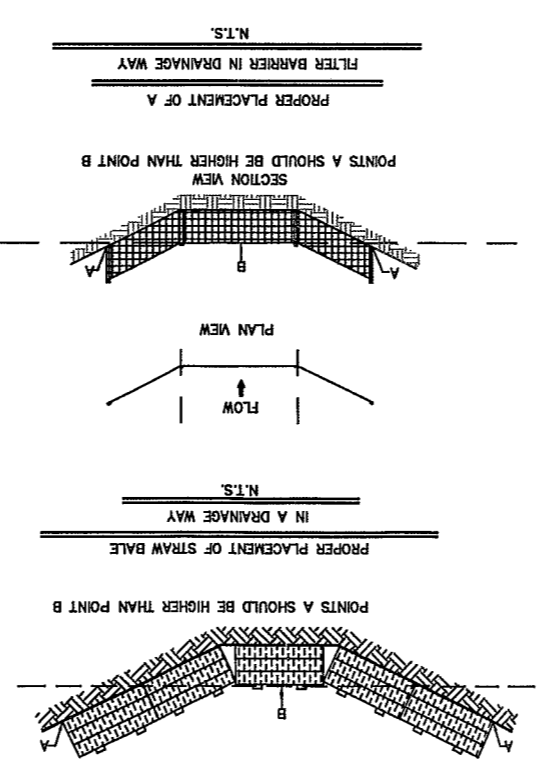 A A
B
POINTS A SHOULD BE HIGHER THAN POINT B
PROPER PLACEMENT OF STRAW BALE
IN A DRAINAGE WAY
N.T.S.
FLOW
PLAN VIEW
A B A
SECTION VIEW
POINTS A SHOULD BE HIGHER THAN POINT B
PROPER PLACEMENT OF A
FILTER BARRIER IN DRAINAGE WAY
N.T.S.